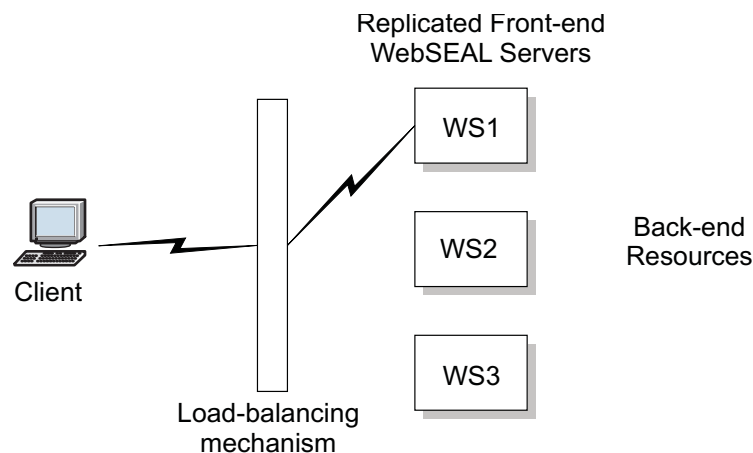 Replicated Front-end
WebSEAL Servers
WS1
WS2
WS3
Back-end
Resources
Client
Load-balancing
mechanism